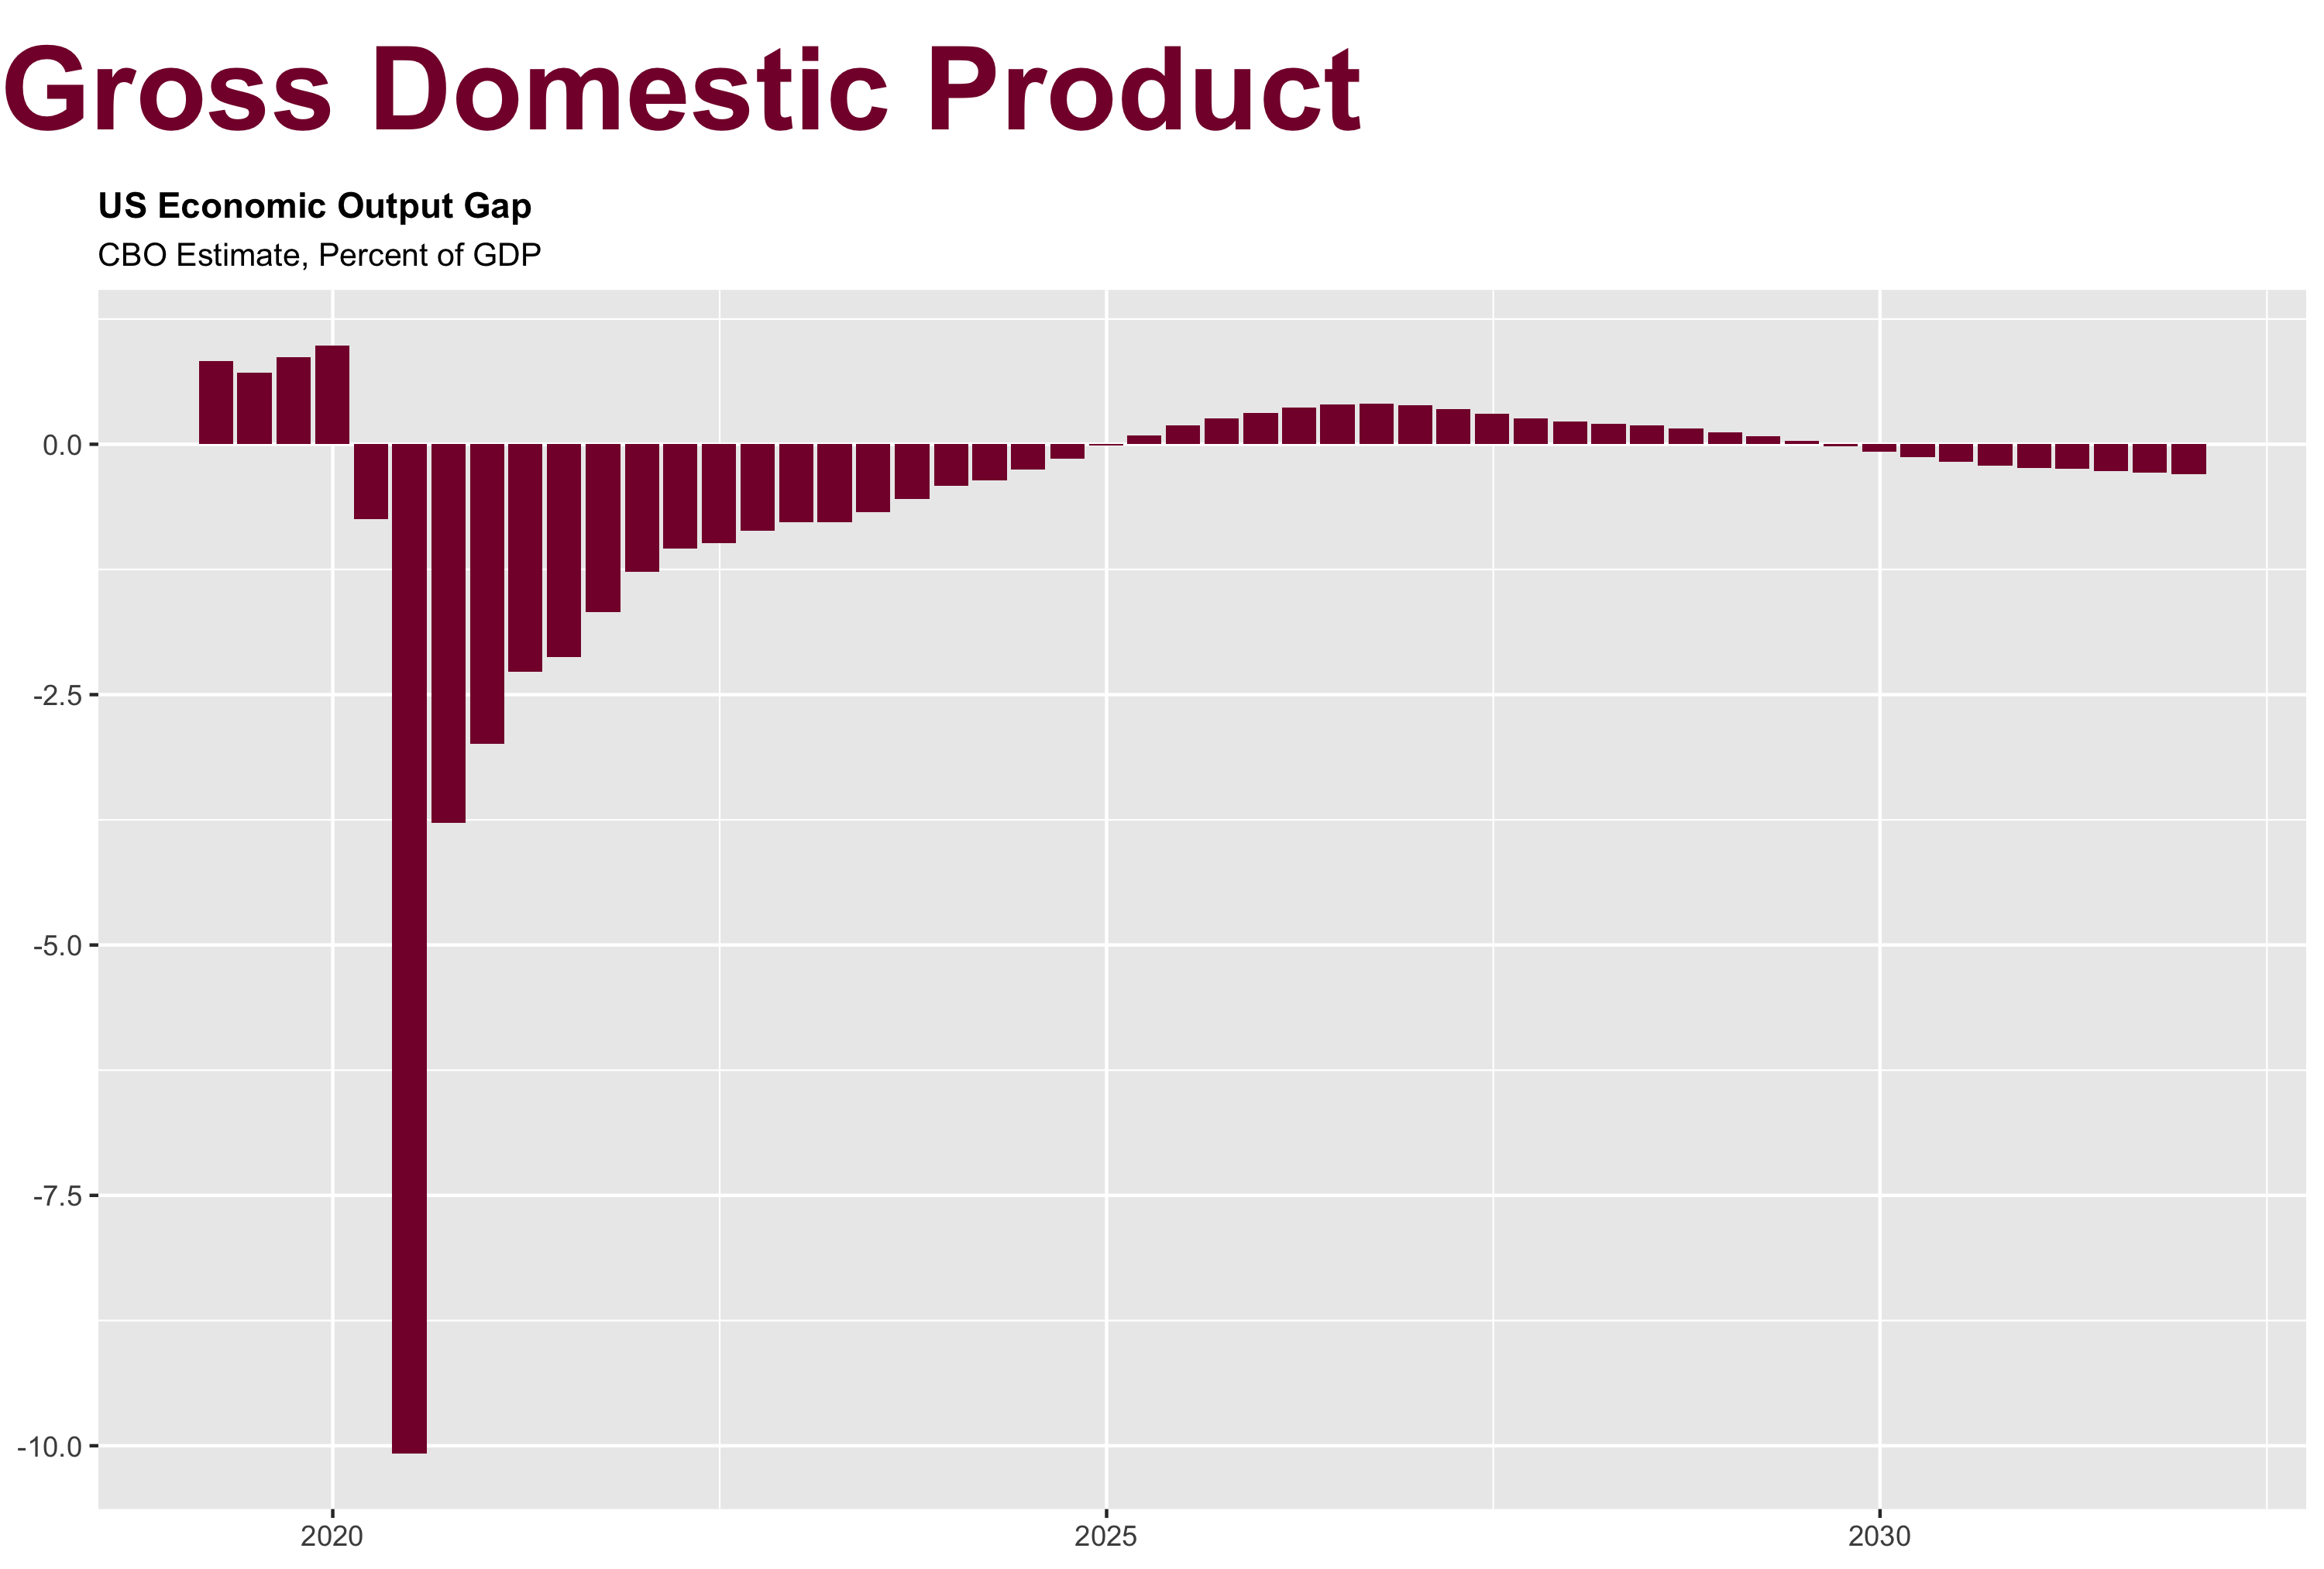 Gross Domestic Product
US Economic Output Gap
CBO Estimate, Percent of GDP
0.0
-2.5
-5.0
-7.5
-10.0
2020 2025 2030